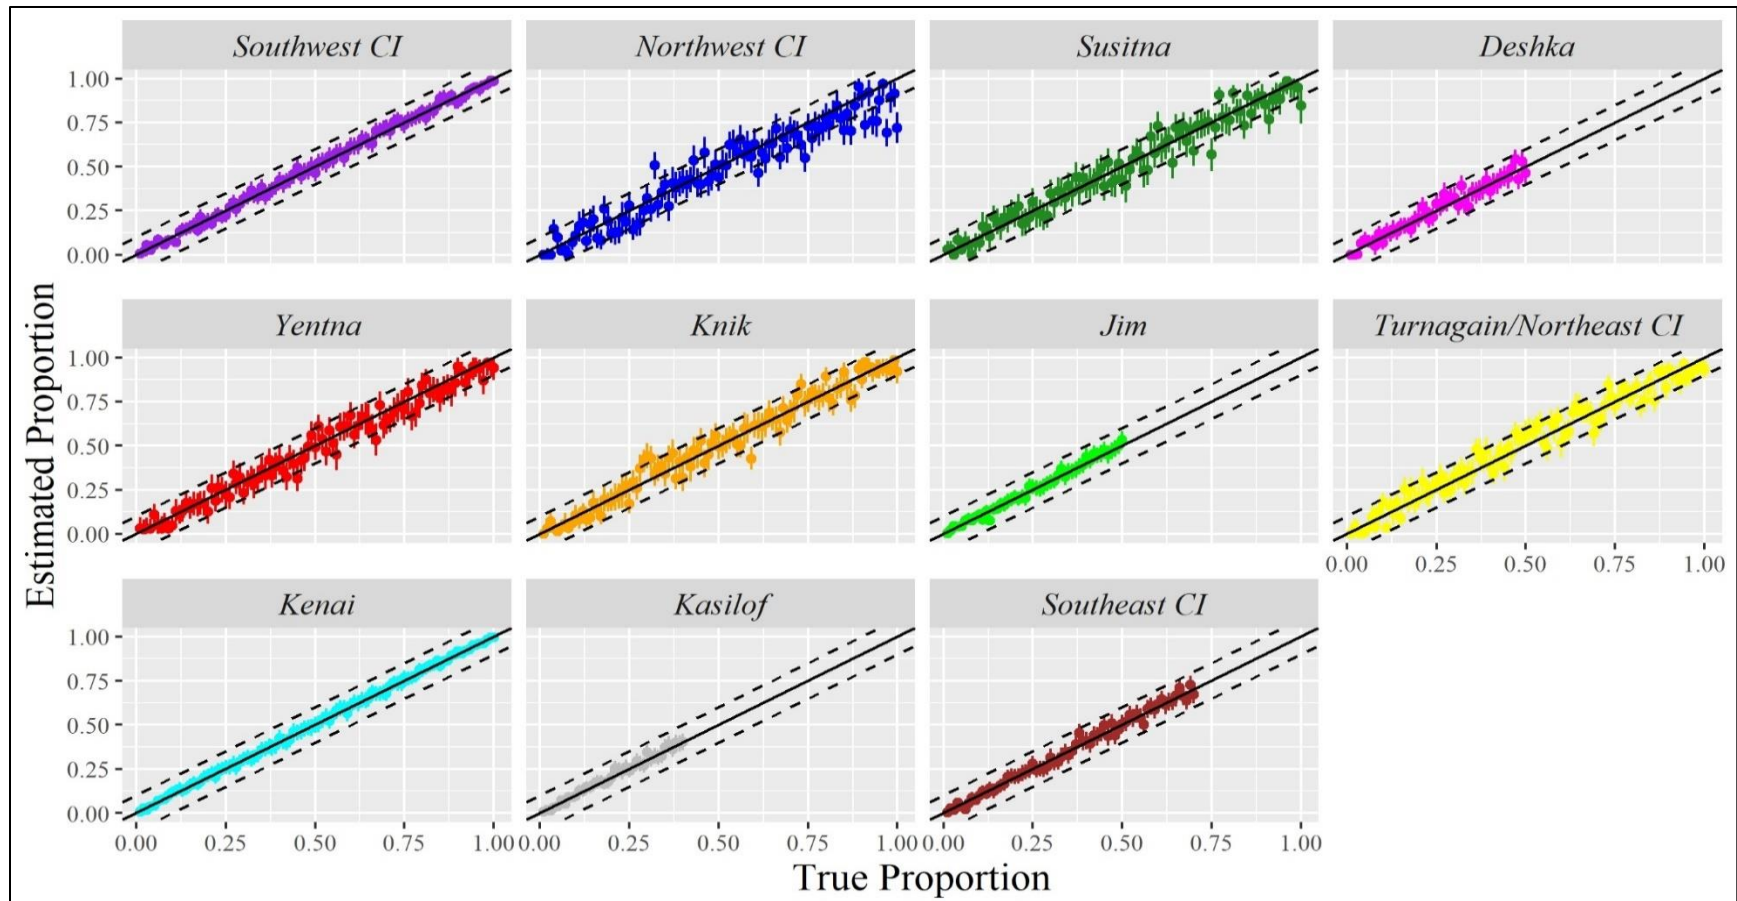 Southwest CI Northwest CI Susitna Deshka
1.00
0.75
0.50
0.25
0.00
Estimated Proportion
Yentna Knik Jim Turnagain/Northeast CI
1.00
0.75
0.50
0.25
0.00
0.00 0.25 0.50 0.75 1.00
Kenai Kasilof Southeast CI
1.00
0.75
0.50
0.25
0.00
0.00 0.25 0.50 0.75 1.00 0.00 0.25 0.50 0.75 1.00 0.00 0.25 0.50 0.75 1.00
True Proportion